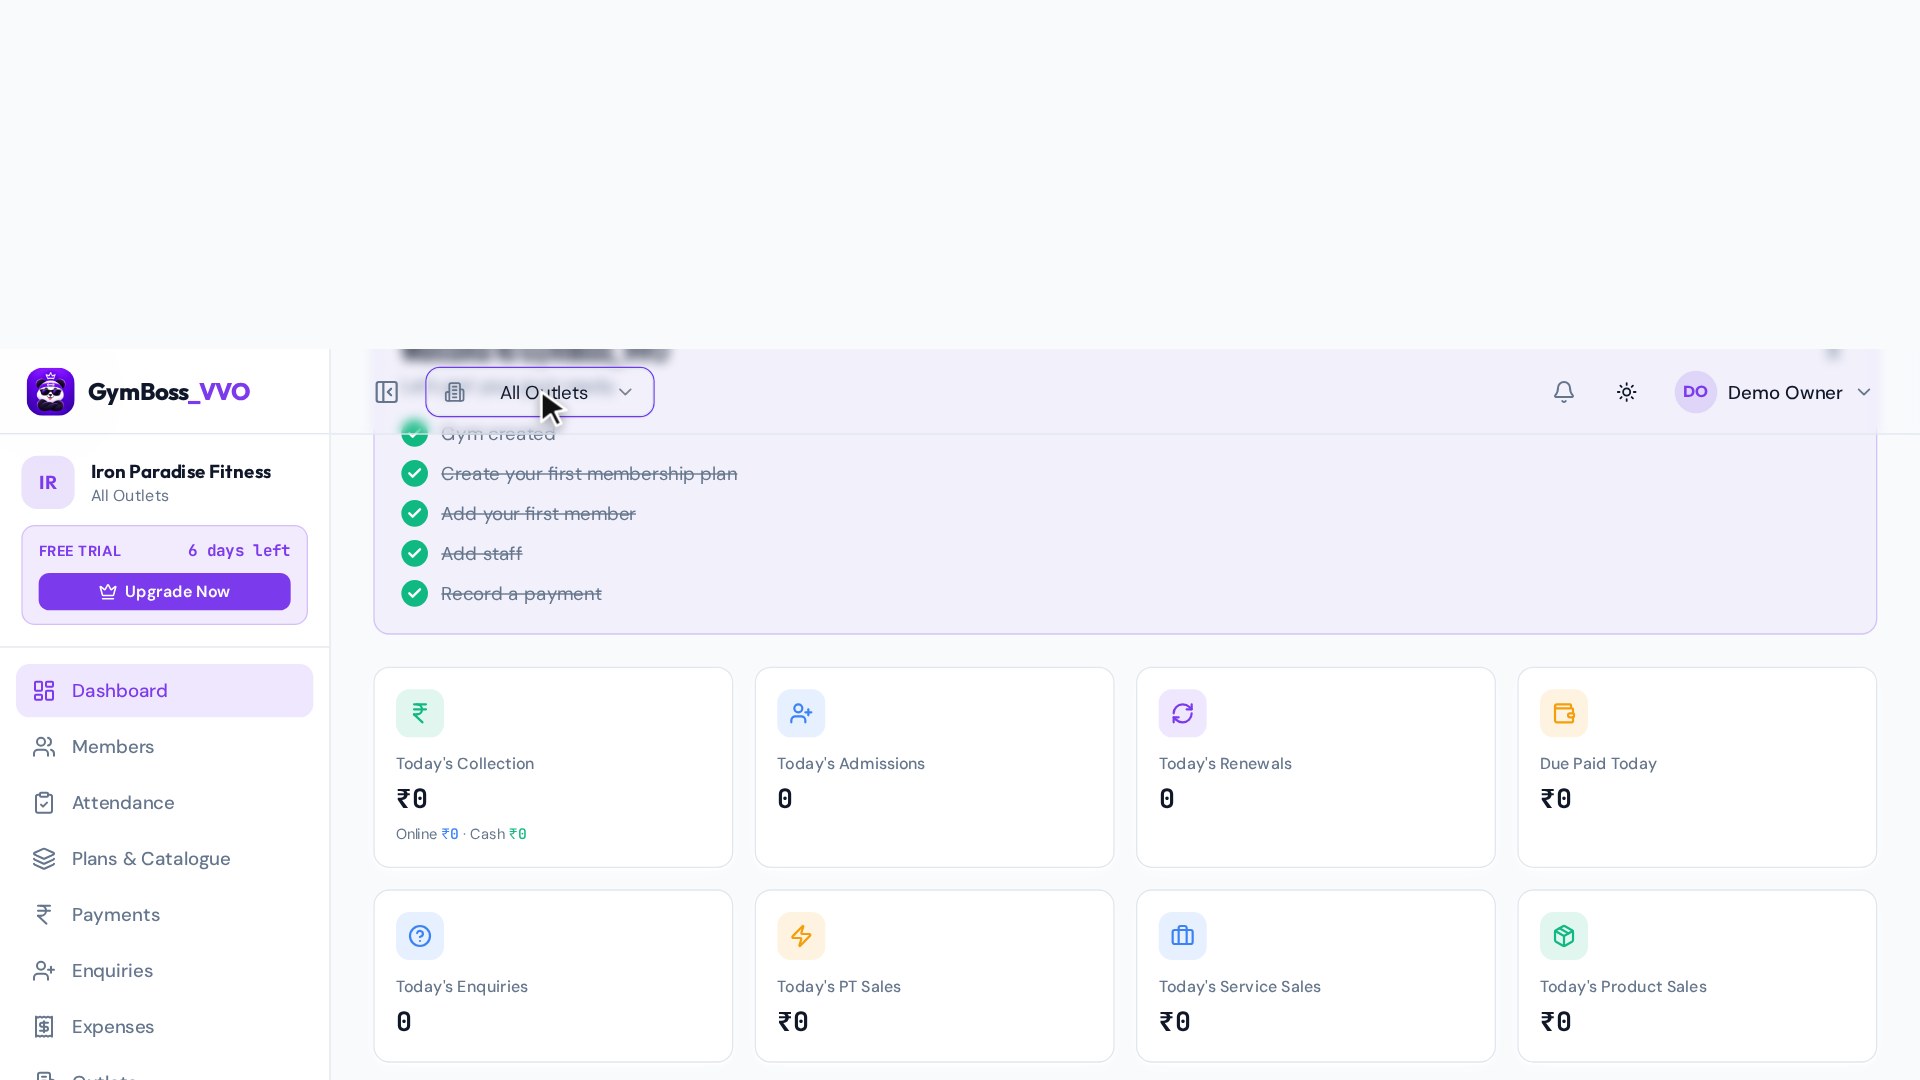 GymBoss_VVO
All Outlets
DO
Demo Owner
Gym created
IR
Iron Paradise Fitness
All Outlets
Create your first membership plan
Add your first member
FREE TRIAL
6 days left
Add staff
Upgrade Now
Record a payment
Dashboard
Members
Attendance
Plans & Catalogue
Payments
Enquiries
Expenses
Today's Collection
₹0
Online ₹0 · Cash ₹0
Today's Admissions
0
Today's Renewals
0
Due Paid Today
₹0
Today's Enquiries
0
Today's PT Sales
₹0
Today's Service Sales
₹0
Today's Product Sales
₹0